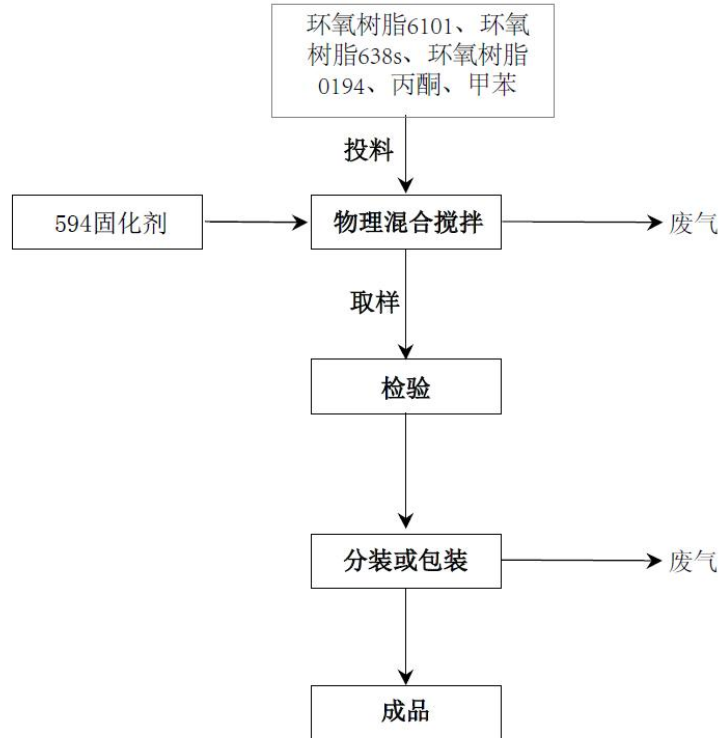 环氧树脂6101、环氧
树脂638s、环氧树脂
0194、丙酮、甲苯
投料
594固化剂
物理混合搅拌
废气
取样
检验
分装或包装
废气
成品